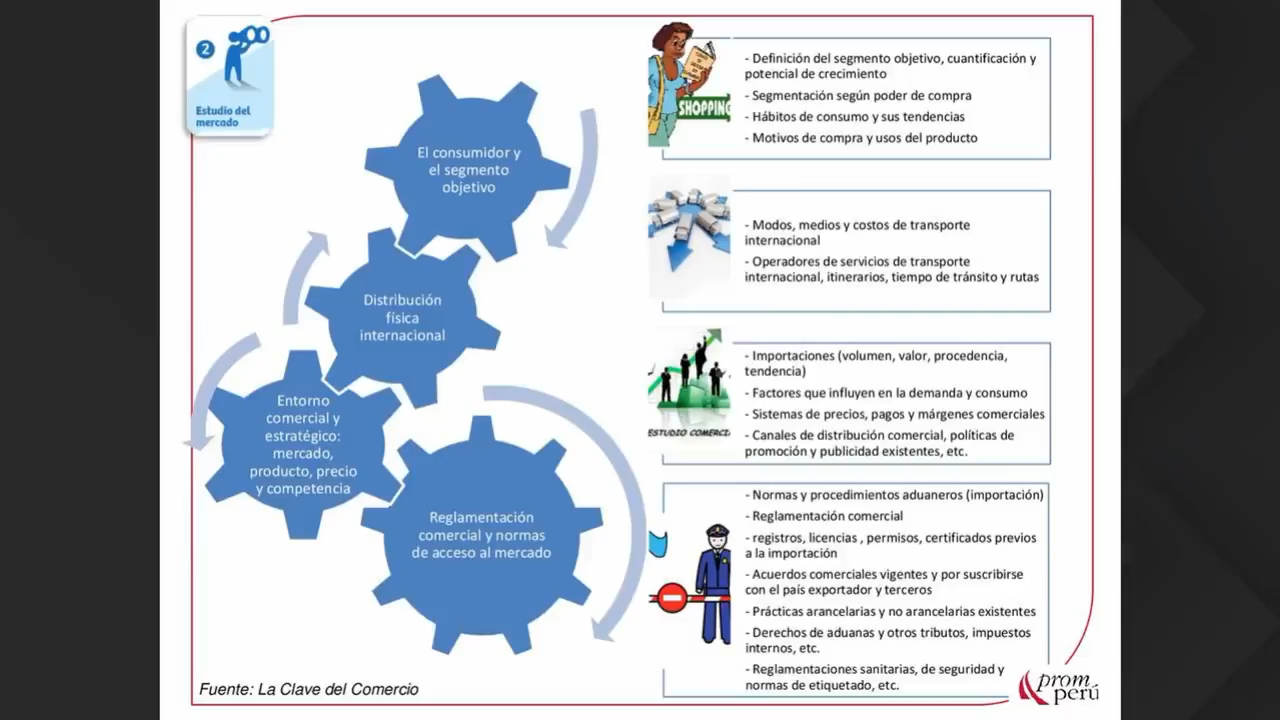 2
Estudio del
mercado
El consumidor y
el segmento
objetivo
Distribución
física
internacional
Entorno
comercial y
estratégico:
mercado,
producto, precio
y competencia
Reglamentación
comercial y normas
de acceso al mercado
SHOPPING
- Definición del segmento objetivo, cuantificación y
potencial de crecimiento
- Segmentación según poder de compra
- Hábitos de consumo y sus tendencias
- Motivos de compra y usos del producto
- Modos, medios y costos de transporte
internacional
- Operadores de servicios de transporte
internacional, itinerarios, tiempo de tránsito y rutas
ESTUDIO COMERCI
- Importaciones (volumen, valor, procedencia,
tendencia)
- Factores que influyen en la demanda y consumo
- Sistemas de precios, pagos y márgenes comerciales
- Canales de distribución comercial, políticas de
promoción y publicidad existentes, etc.
- Normas y procedimientos aduaneros (importación)
- Reglamentación comercial
- registros, licencias , permisos, certificados previos
a la importación
- Acuerdos comerciales vigentes y por suscribirse
con el país exportador y terceros
- Prácticas arancelarias y no arancelarias existentes
- Derechos de aduanas y otros tributos, impuestos
internos, etc.
- Reglamentaciones sanitarias, de seguridad y
normas de etiquetado, etc.
Fuente: La Clave del Comercio
prom
perú